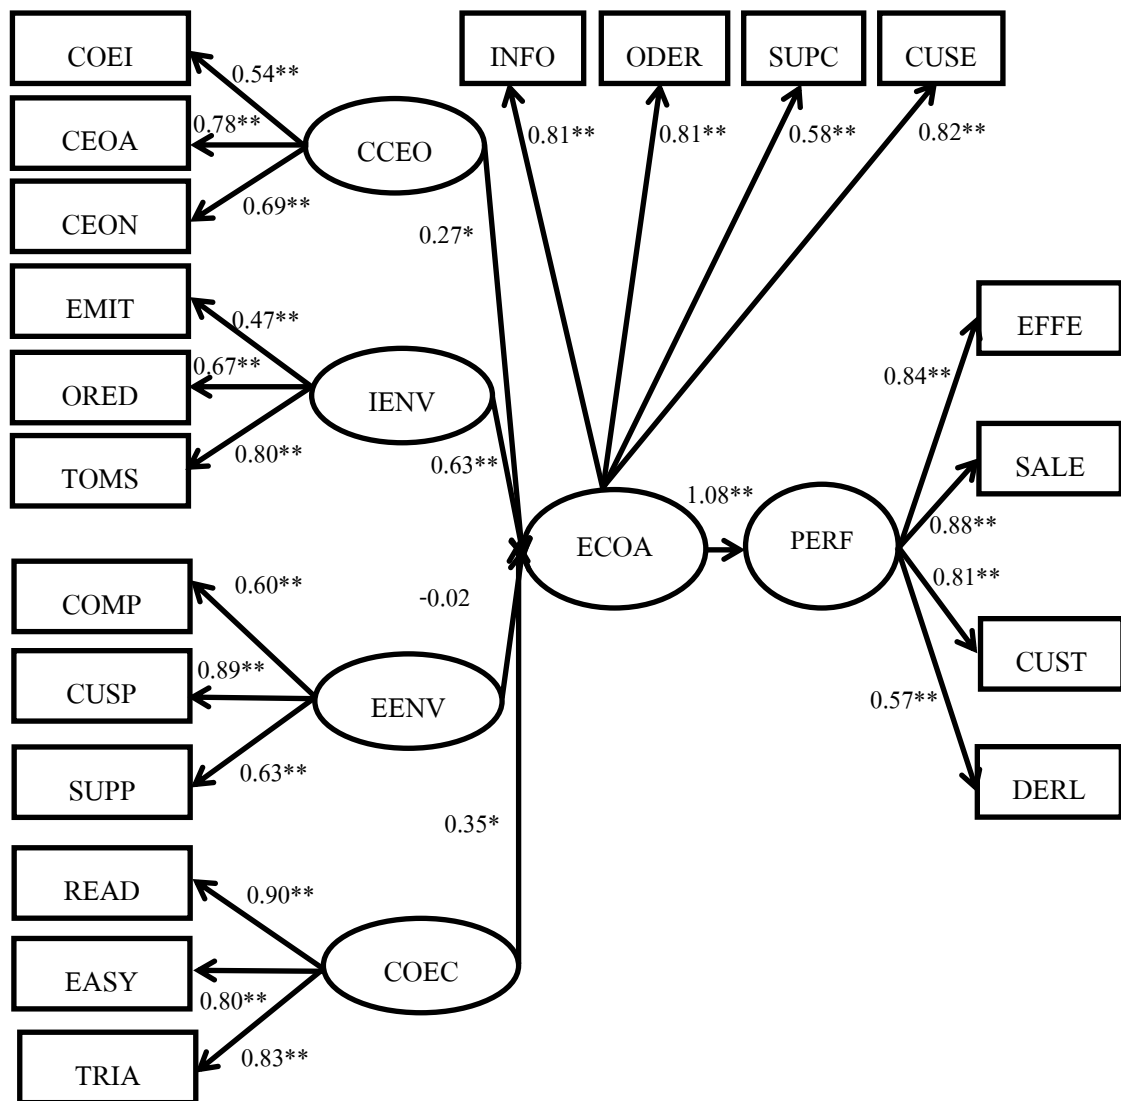 INFO ODER SUPC CUSE
COEI
0.54**
CEOA 0.78** CCEO 0.81** 0.81** 0.58** 0.82**
CEON 0.69**
0.27*
EMIT 0.47** EFFE
ORED 0.67** IENV 0.84**
TOMS 0.80** 0.63** SALE
1.08** 0.88**
ECOA PERF
COMP 0.60** -0.02 0.81**
CUSP 0.89** EENV CUST
0.57**
SUPP 0.63** DERL
0.35*
READ 0.90**
EASY COEC
0.80**
TRIA 0.83**